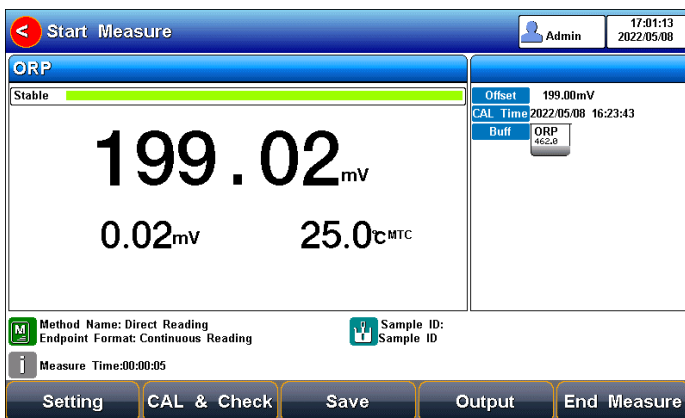 < Start Measure
Admin
17:01:13
2022/05/08
ORP
Stable
199.02mV
0.02mV
25.0℃MTC
Offset 199.00mV
CAL Time 2022/05/08 16:23:43
Buff ORP
462.0
M
Method Name: Direct Reading
Endpoint Format: Continuous Reading
Sample ID:
Sample ID
i
Measure Time:00:00:05
Setting
CAL & Check
Save
Output
End Measure